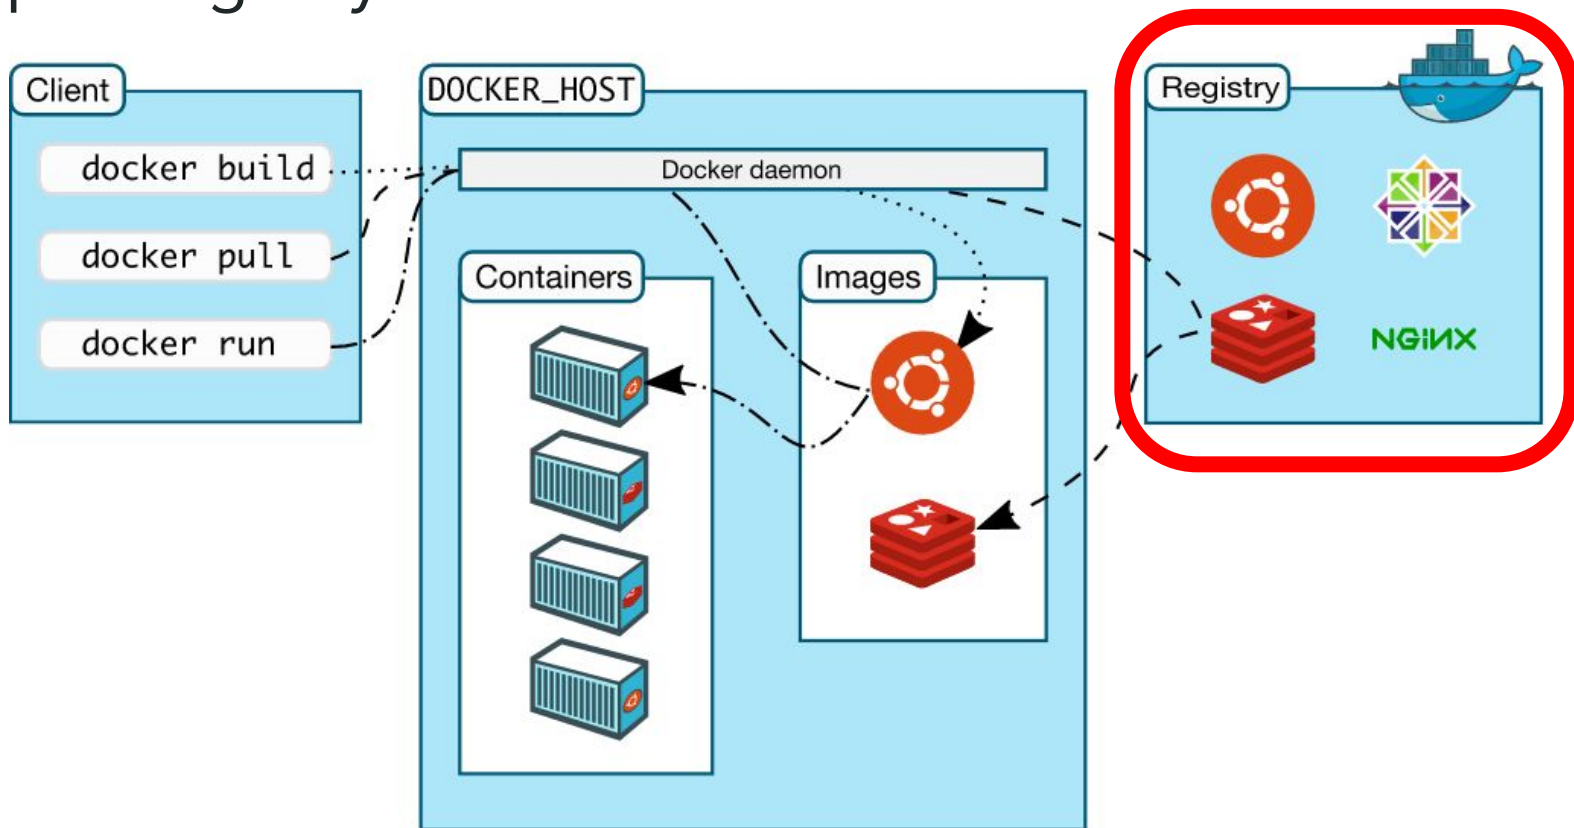 Client
docker build
docker pull
docker run
DOCKER_HOST
Docker daemon
Containers
Images
Registry
NGINX